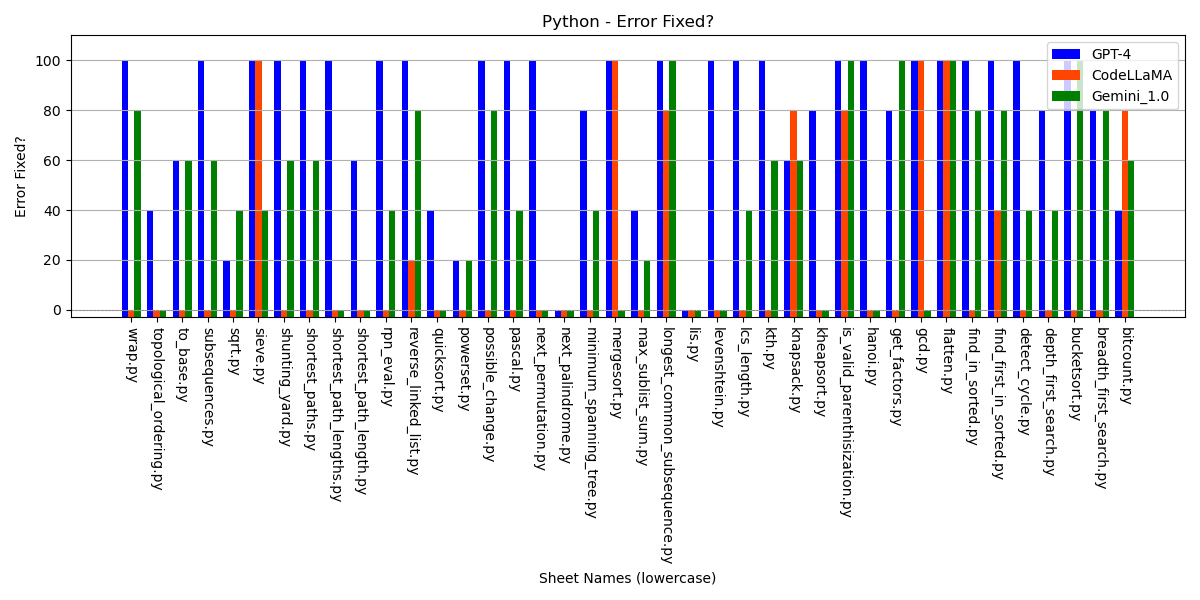 Python - Error Fixed?
GPT-4
CodeLLaMA
Gemini_1.0
Error Fixed?
100
80
60
40
20
0
wrap.py
topological_ordering.py
to_base.py
subsequences.py
sqrt.py
sieve.py
shunting_yard.py
shortest_paths.py
shortest_path_lengths.py
shortest_path_length.py
rpn_eval.py
reverse_linked_list.py
quicksort.py
powerset.py
possible_change.py
pascal.py
next_permutation.py
next_palindrome.py
minimum_spanning_tree.py
mergesort.py
max_sublist_sum.py
longest_common_subsequence.py
lis.py
levenshtein.py
lcs_length.py
kth.py
knapsack.py
kheapsort.py
is_valid_parenthisization.py
hanoi.py
get_factors.py
gcd.py
flatten.py
find_in_sorted.py
find_first_in_sorted.py
detect_cycle.py
depth_first_search.py
bucketsort.py
breadth_first_search.py
bitcount.py
Sheet Names (lowercase)